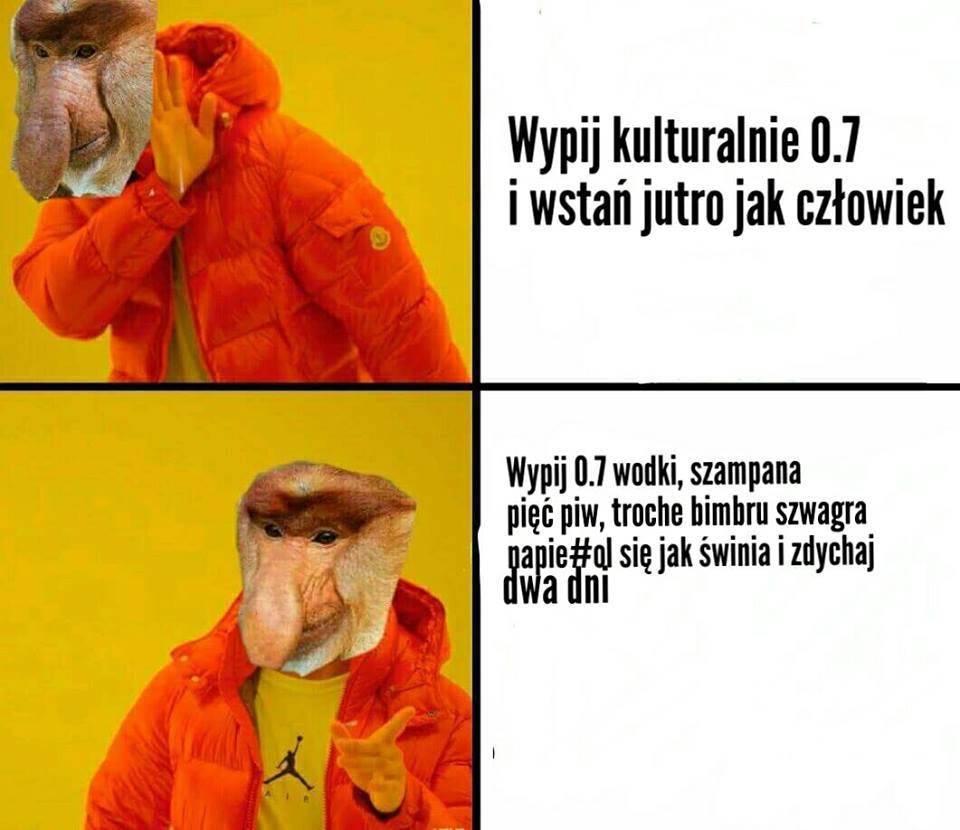 Wypij kulturalnie 0.7
i wstań jutro jak człowiek
Wypij 0.7 wodki, szampana
pięć piw, troche bimbru szwagra
napie#ol się jak świnia i zdychaj
dwa dni
AIR